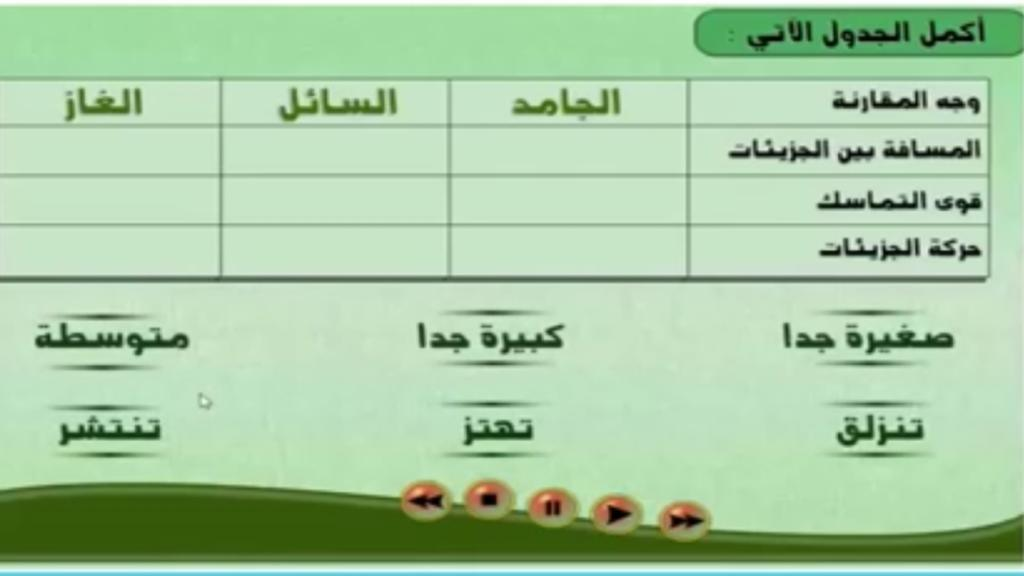 أكمل الجدول الآتي :
وجه المقارنة الجامد السائل الغاز
المسافة بين الجزيئات
قوى التماسك
حركة الجزيئات
صغيرة جدا كبيرة جدا متوسطة
تنزلق تهتز تنتشر